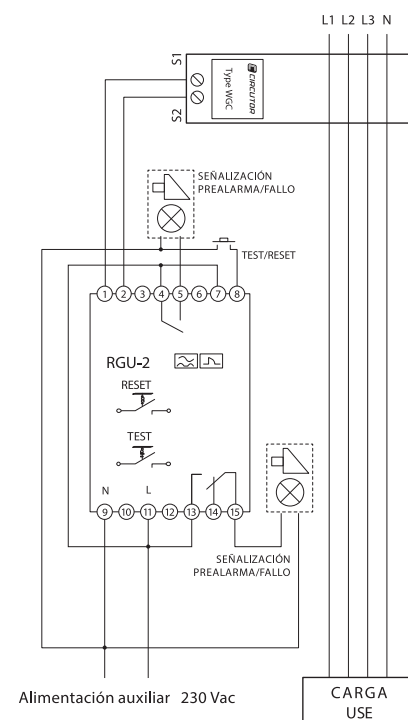 L1 L2 L3 N
S1
S2
CIRCUTOR
Type WGC
SEÑALIZACIÓN
PREALARMA/FALLO
TEST/RESET
1 2 3 4 5 6 7 8
RGU-2
RESET
TEST
N L
9 10 11 12 13 14 15
SEÑALIZACIÓN
PREALARMA/FALLO
Alimentación auxiliar 230 Vac
CARGA
USE